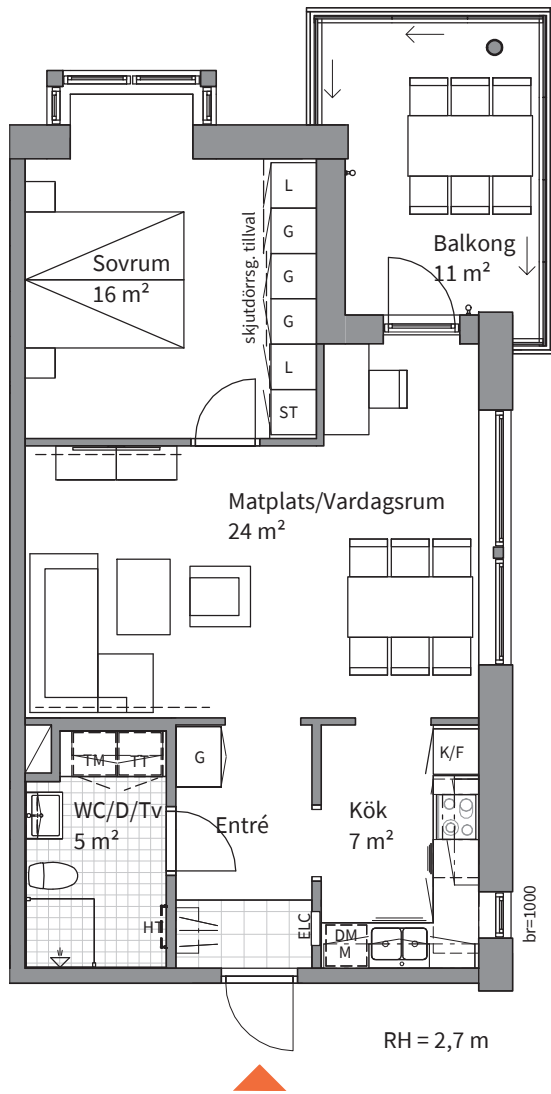 Balkong
11 m²
Sovrum
16 m²
skjutdörrsg. tillval
L
G
G
G
L
ST
Matplats/Vardagsrum
24 m²
G
K/F
TM
TT
WC/D/Tv
5 m²
Entré
Kök
7 m²
HT
ELC
DM
M
br=1000
RH = 2,7 m